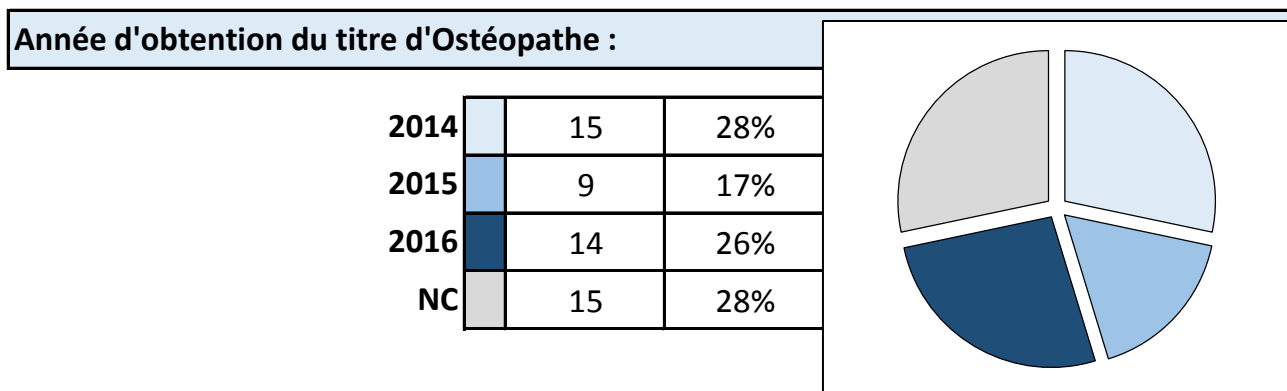 Année d'obtention du titre d'Ostéopathe :
2014 15 28%
2015 9 17%
2016 14 26%
NC 15 28%